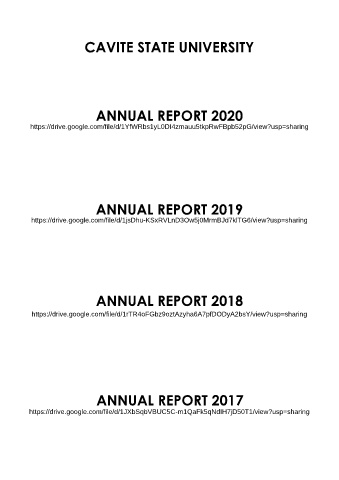 CAVITE STATE UNIVERSITY
ANNUAL REPORT 2020
https://drive.google.com/file/d/1YfWRbs1yL0DI4zmauu5tkpRwFBpb52pG/view?usp=sharing
ANNUAL REPORT 2019
https://drive.google.com/file/d/1jsDhu-KSxRVLnD3Ow5j0MrmBJd7kITG6/view?usp=sharing
ANNUAL REPORT 2018
https://drive.google.com/file/d/1rTR4oFGbz9oztAzyha6A7pfDODyA2bsY/view?usp=sharing
ANNUAL REPORT 2017
https://drive.google.com/file/d/1JXbSqbVBUC5C-m1QaFk5qNdlH7jD50T1/view?usp=sharing